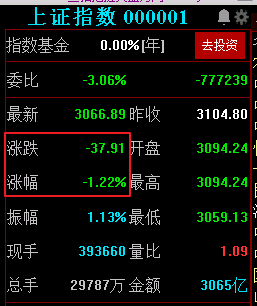 上证指数 000001
指数基金 0.00%[年] 去投资
委比 -3.06% -777239
最新 3066.89 昨收 3104.80
涨跌 -37.91 开盘 3094.24
涨幅 -1.22% 最高 3094.24
振幅 1.13% 最低 3059.13
现手 393660 量比 1.09
总手 29787万 金额 3065亿